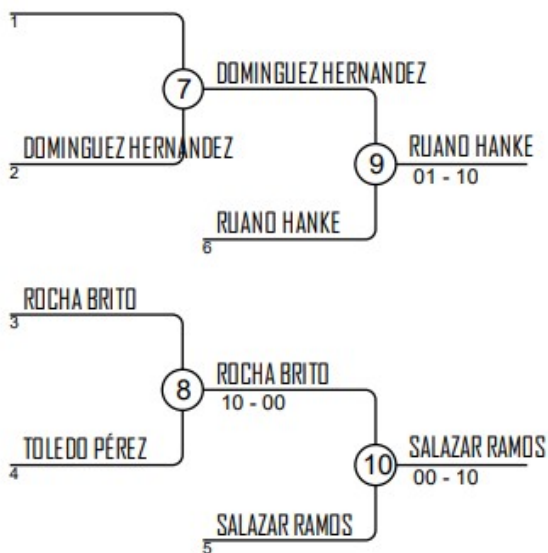 1
7
DOMINGUEZ HERNANDEZ
DOMINGUEZ HERNANDEZ
2
9
RUANO HANKE
01 - 10
RUANO HANKE
6
ROCHA BRITO
3
8
ROCHA BRITO
10 - 00
TOLEDO PÉREZ
4
10
SALAZAR RAMOS
00 - 10
SALAZAR RAMOS
5